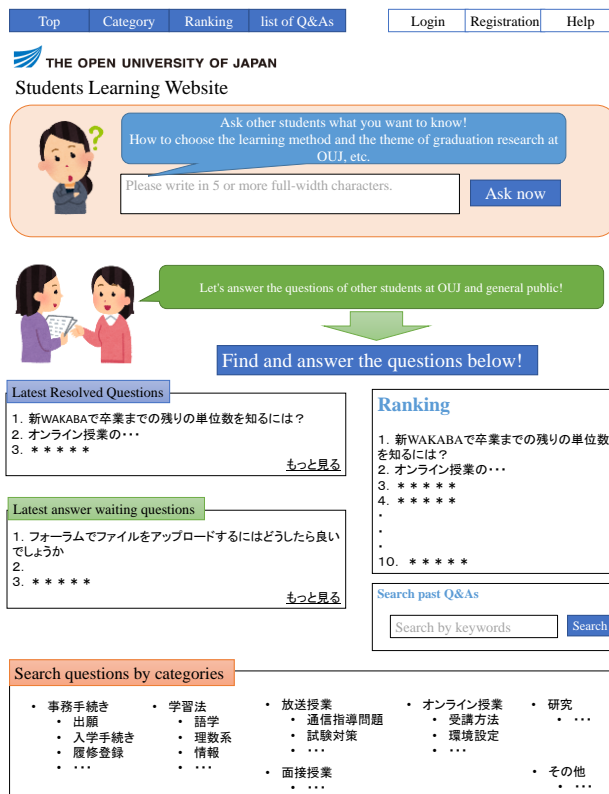 Top Category Ranking list of Q&As Login Registration Help
THE OPEN UNIVERSITY OF JAPAN
Students Learning Website
Ask other students what you want to know!
How to choose the learning method and the theme of graduation research at
OUJ, etc.
Please write in 5 or more full-width characters.
Ask now
Let's answer the questions of other students at OUJ and general public!
Find and answer the questions below!
Latest Resolved Questions
1. 新WAKABAで卒業までの残りの単位数を知るには？
2. オンライン授業の・・・
3. ＊＊＊＊＊
もっと見る
Latest answer waiting questions
1. フォーラムでファイルをアップロードするにはどうしたら良い
でしょうか
2.
3. ＊＊＊＊＊
もっと見る
Ranking
1. 新WAKABAで卒業までの残りの単位数
を知るには？
2. オンライン授業の・・・
3. ＊＊＊＊＊
4. ＊＊＊＊＊
・
・
・
10. ＊＊＊＊＊
Search past Q&As
Search by keywords
Search
Search questions by categories
• 事務手続き
• 出願
• 入学手続き
• 履修登録
• ・・・
• 学習法
• 語学
• 理数系
• 情報
• ・・・
• 放送授業
• 通信指導問題
• 試験対策
• ・・・
• 面接授業
• ・・・
• オンライン授業
• 受講方法
• 環境設定
• ・・・
• 研究
• ・・・
• その他
• ・・・